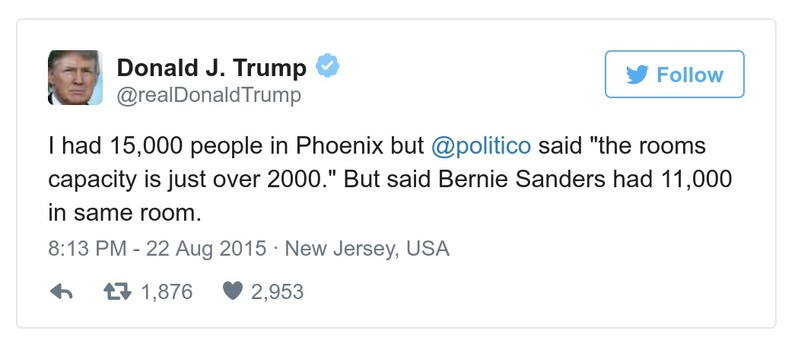 Donald J. Trump
@realDonaldTrump
Follow
I had 15,000 people in Phoenix but @politico said "the rooms
capacity is just over 2000." But said Bernie Sanders had 11,000
in same room.
8:13 PM - 22 Aug 2015 · New Jersey, USA
1,876 2,953